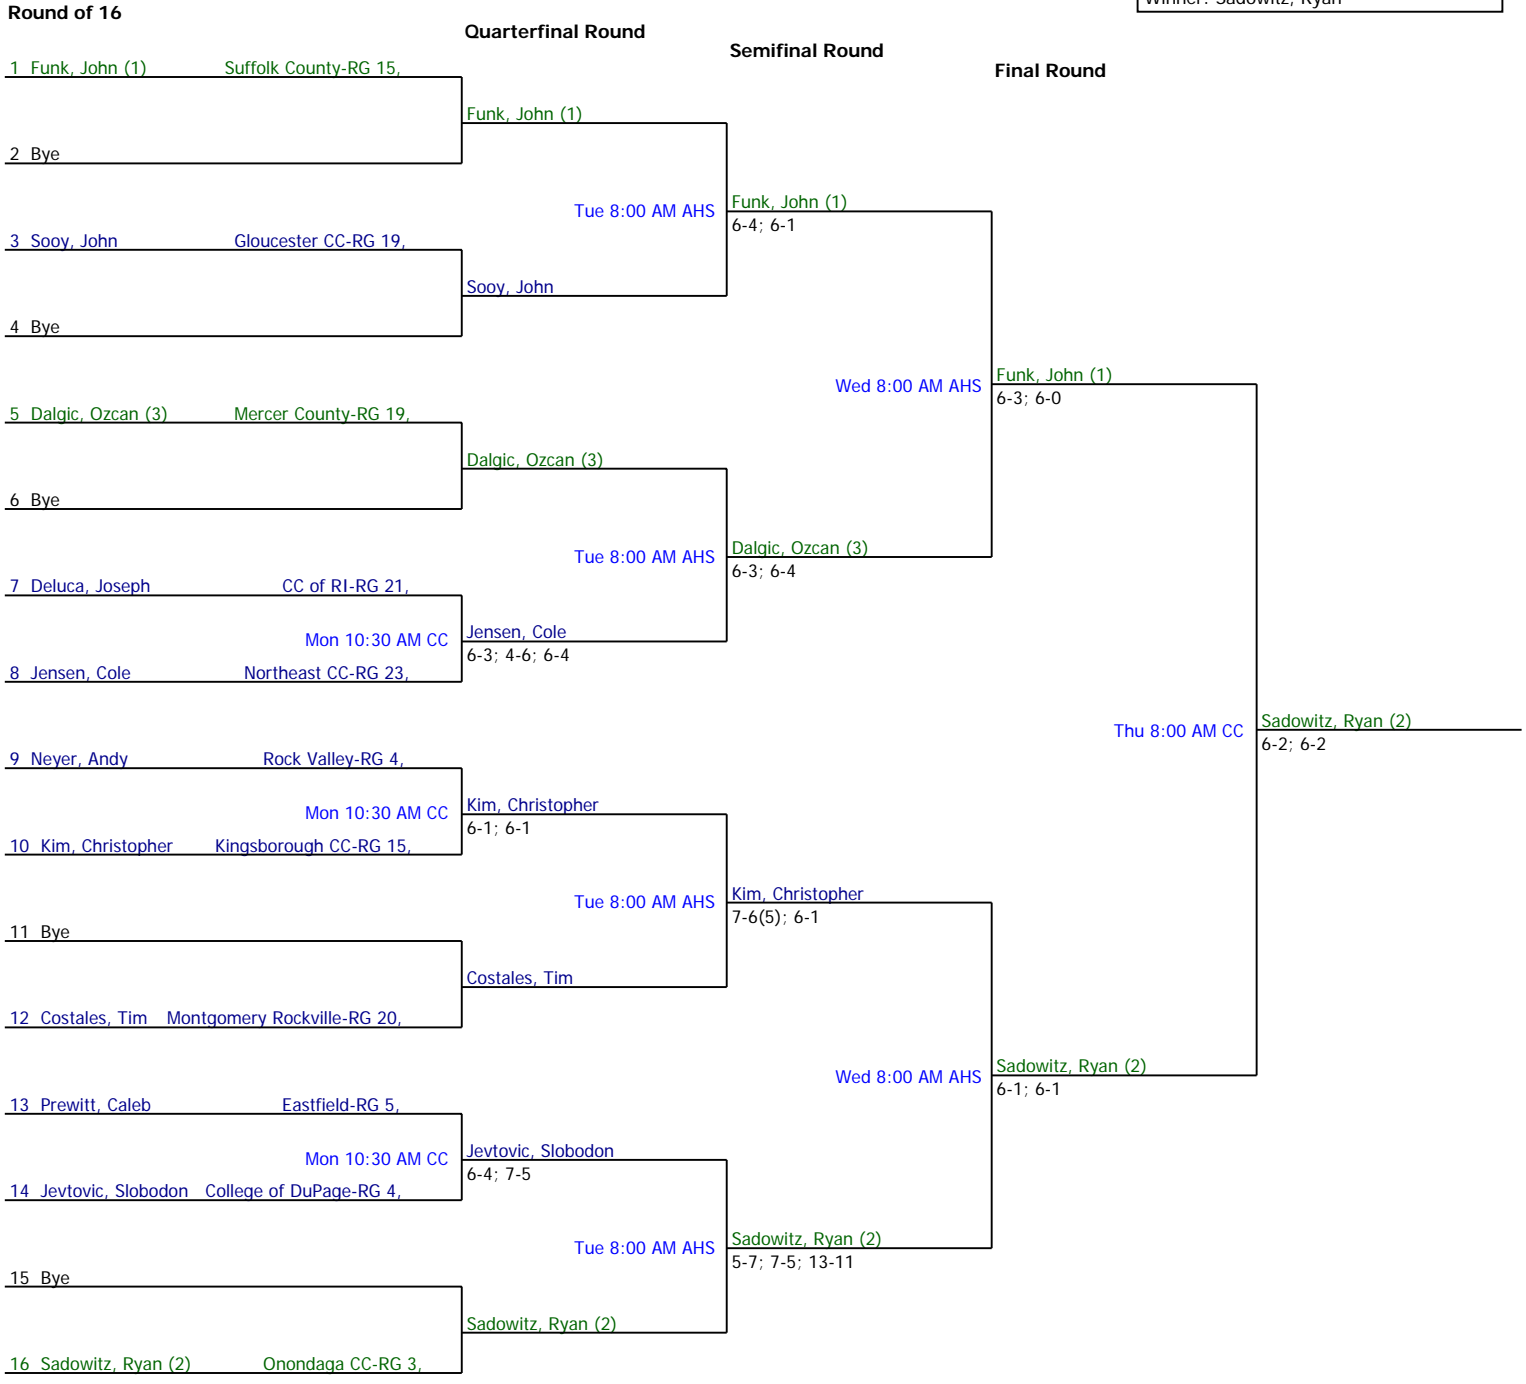 Winner: Sadowitz, Ryan
Round of 16
Quarterfinal Round
Semifinal Round
Final Round
1 Funk, John (1) Suffolk County-RG 15,
Funk, John (1)
2 Bye
Tue 8:00 AM AHS
Funk, John (1)
6-4; 6-1
3 Sooy, John Gloucester CC-RG 19,
Sooy, John
4 Bye
Wed 8:00 AM AHS
Funk, John (1)
6-3; 6-0
5 Dalgic, Ozcan (3) Mercer County-RG 19,
Dalgic, Ozcan (3)
6 Bye
Tue 8:00 AM AHS
Dalgic, Ozcan (3)
6-3; 6-4
7 Deluca, Joseph CC of RI-RG 21,
Mon 10:30 AM CC
Jensen, Cole
6-3; 4-6; 6-4
8 Jensen, Cole Northeast CC-RG 23,
Thu 8:00 AM CC
Sadowitz, Ryan (2)
6-2; 6-2
9 Neyer, Andy Rock Valley-RG 4,
Mon 10:30 AM CC
Kim, Christopher
6-1; 6-1
10 Kim, Christopher Kingsborough CC-RG 15,
Tue 8:00 AM AHS
Kim, Christopher
7-6(5); 6-1
11 Bye
Costales, Tim
12 Costales, Tim Montgomery Rockville-RG 20,
Wed 8:00 AM AHS
Sadowitz, Ryan (2)
6-1; 6-1
13 Prewitt, Caleb Eastfield-RG 5,
Mon 10:30 AM CC
Jevtovic, Slobodon
6-4; 7-5
14 Jevtovic, Slobodon College of DuPage-RG 4,
Tue 8:00 AM AHS
Sadowitz, Ryan (2)
5-7; 7-5; 13-11
15 Bye
Sadowitz, Ryan (2)
16 Sadowitz, Ryan (2) Onondaga CC-RG 3,